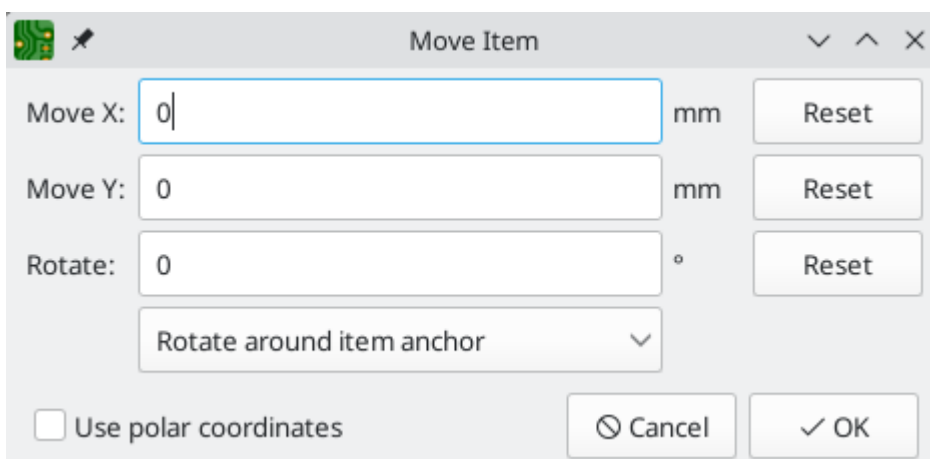 Move Item
Move X: 0 mm Reset
Move Y: 0 mm Reset
Rotate: 0 ° Reset
Rotate around item anchor
Use polar coordinates Cancel OK